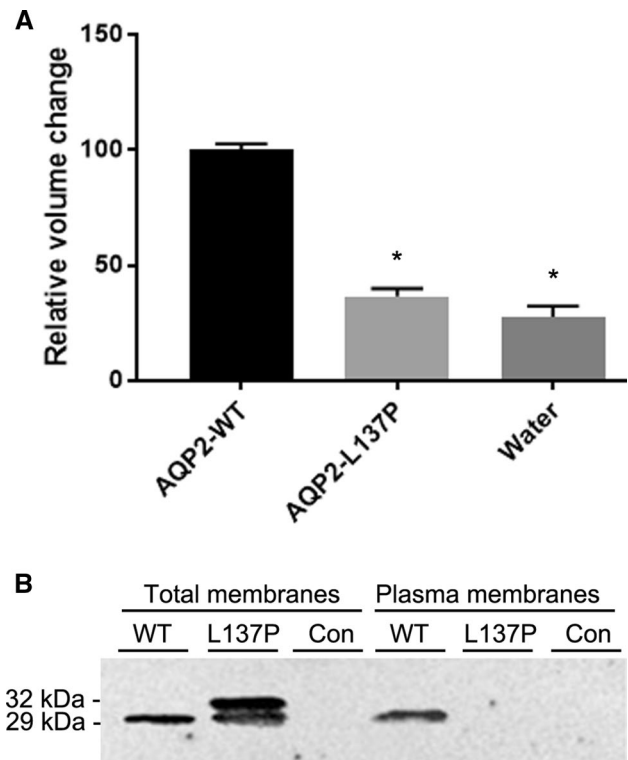 A
150
100
50
0
Relative volume change
*
*
AQP2-WT
AQP2-L137P
Water
B
Total membranes Plasma membranes
WT L137P Con WT L137P Con
32 kDa -
29 kDa -